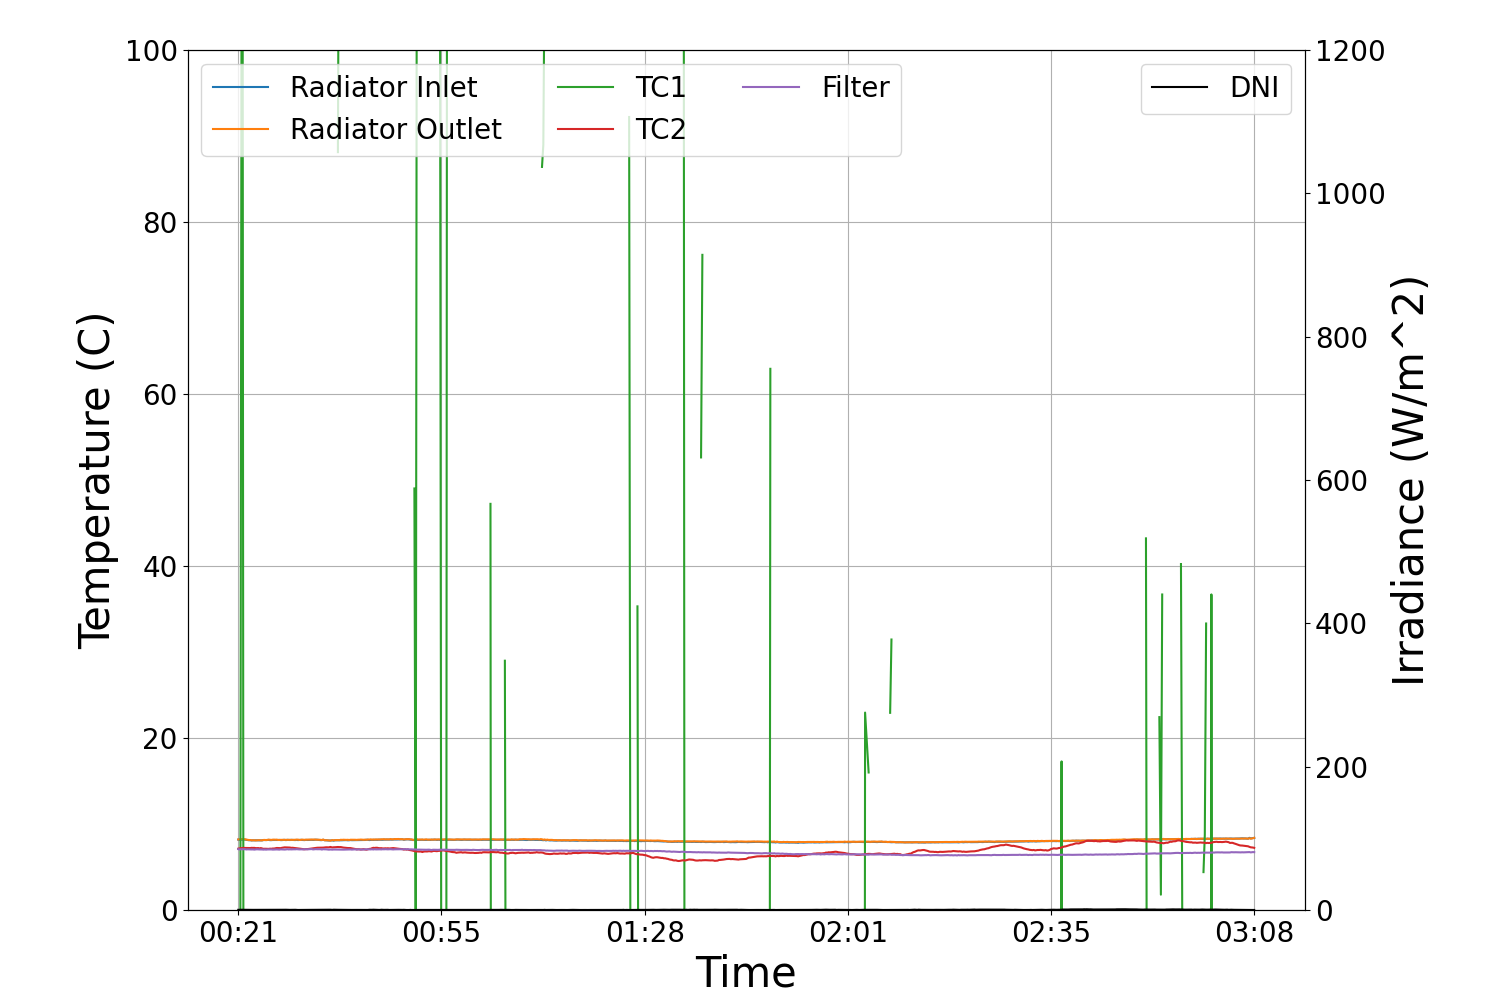 Radiator Inlet
Radiator Outlet
TC1
TC2
Filter
DNI
100
80
60
40
20
0
Temperature (C)
1200
1000
800
600
400
200
0
Irradiance (W/m^2)
00:21
00:55
01:28
02:01
02:35
03:08
Time